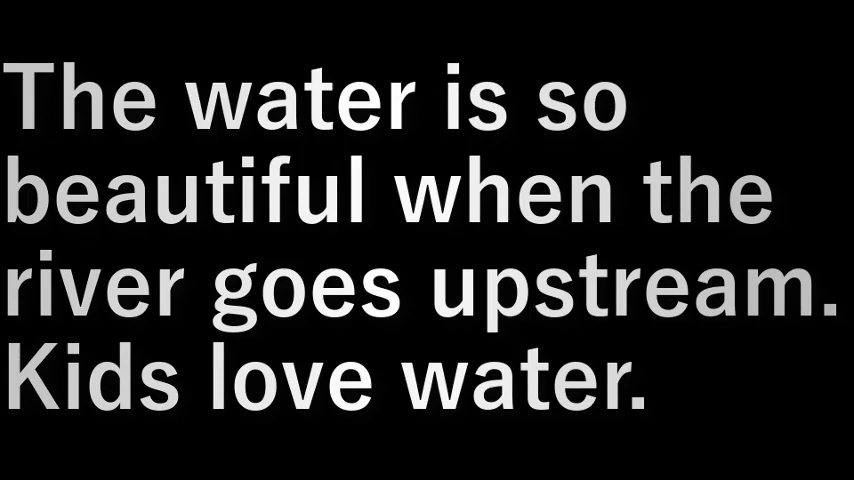 The water is so
beautiful when the
river goes upstream.
Kids love water.